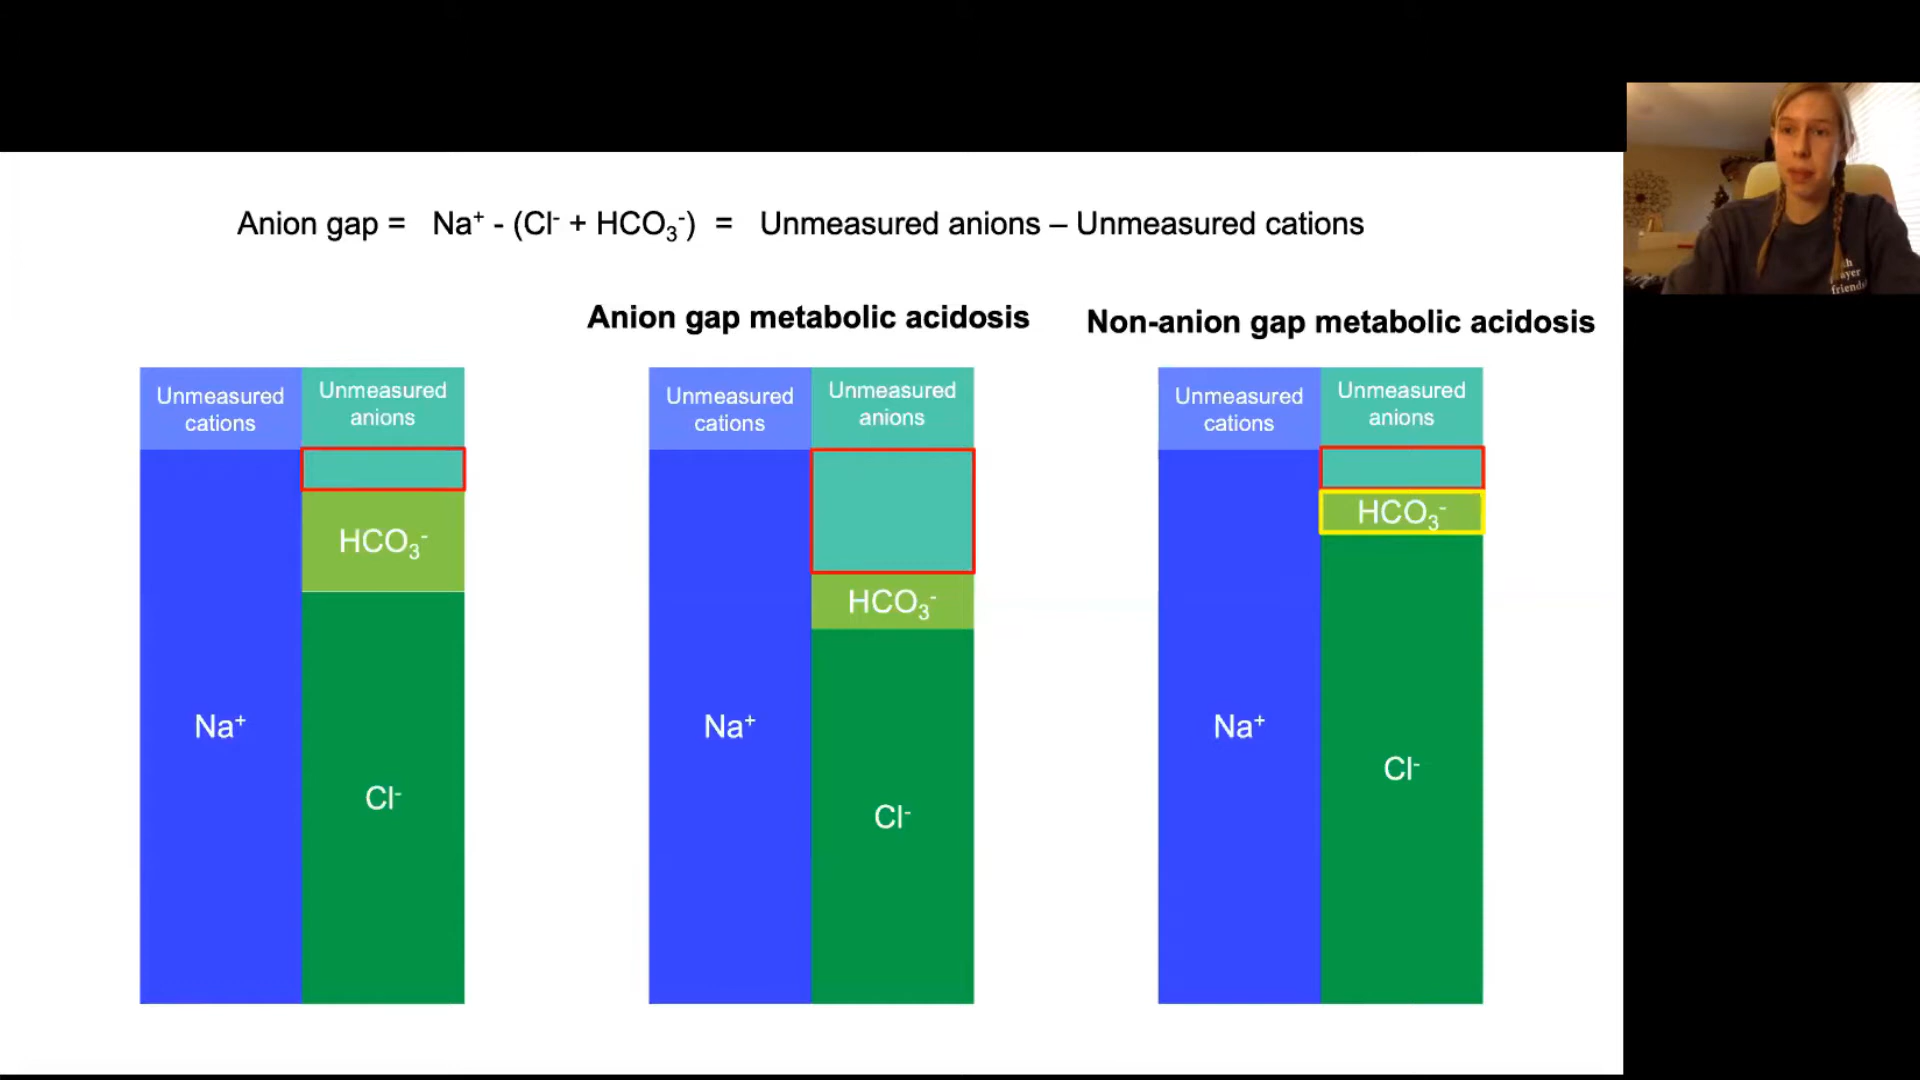 Anion gap = Na⁺ - (Cl⁻ + HCO₃⁻) = Unmeasured anions – Unmeasured cations
Anion gap metabolic acidosis
Non-anion gap metabolic acidosis
Unmeasured
cations
Unmeasured
anions
HCO₃⁻
Na⁺
Cl⁻
Unmeasured
cations
Unmeasured
anions
HCO₃⁻
Na⁺
Cl⁻
Unmeasured
cations
Unmeasured
anions
HCO₃⁻
Na⁺
Cl⁻